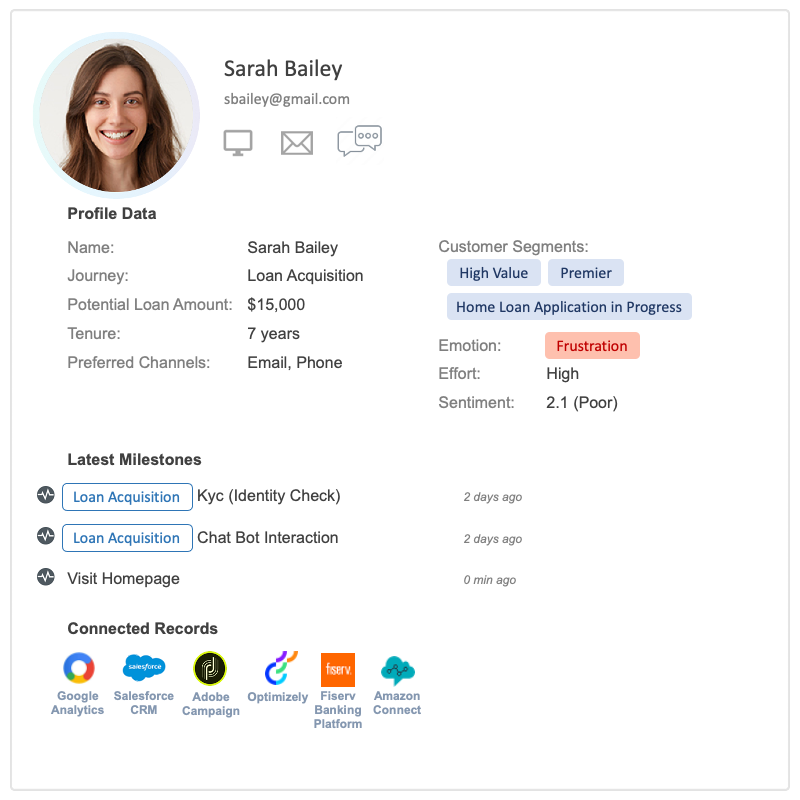 Sarah Bailey
sbailey@gmail.com
Profile Data
Name: Sarah Bailey
Journey: Loan Acquisition
Potential Loan Amount: $15,000
Tenure: 7 years
Preferred Channels: Email, Phone
Customer Segments:
High Value Premier
Home Loan Application in Progress
Emotion: Frustration
Effort: High
Sentiment: 2.1 (Poor)
Latest Milestones
Loan Acquisition Kyc (Identity Check) 2 days ago
Loan Acquisition Chat Bot Interaction 2 days ago
Visit Homepage 0 min ago
Connected Records
salesforce
fiserv.
Google
Analytics
Salesforce
CRM
Adobe
Campaign
Optimizely
Fiserv
Banking
Platform
Amazon
Connect